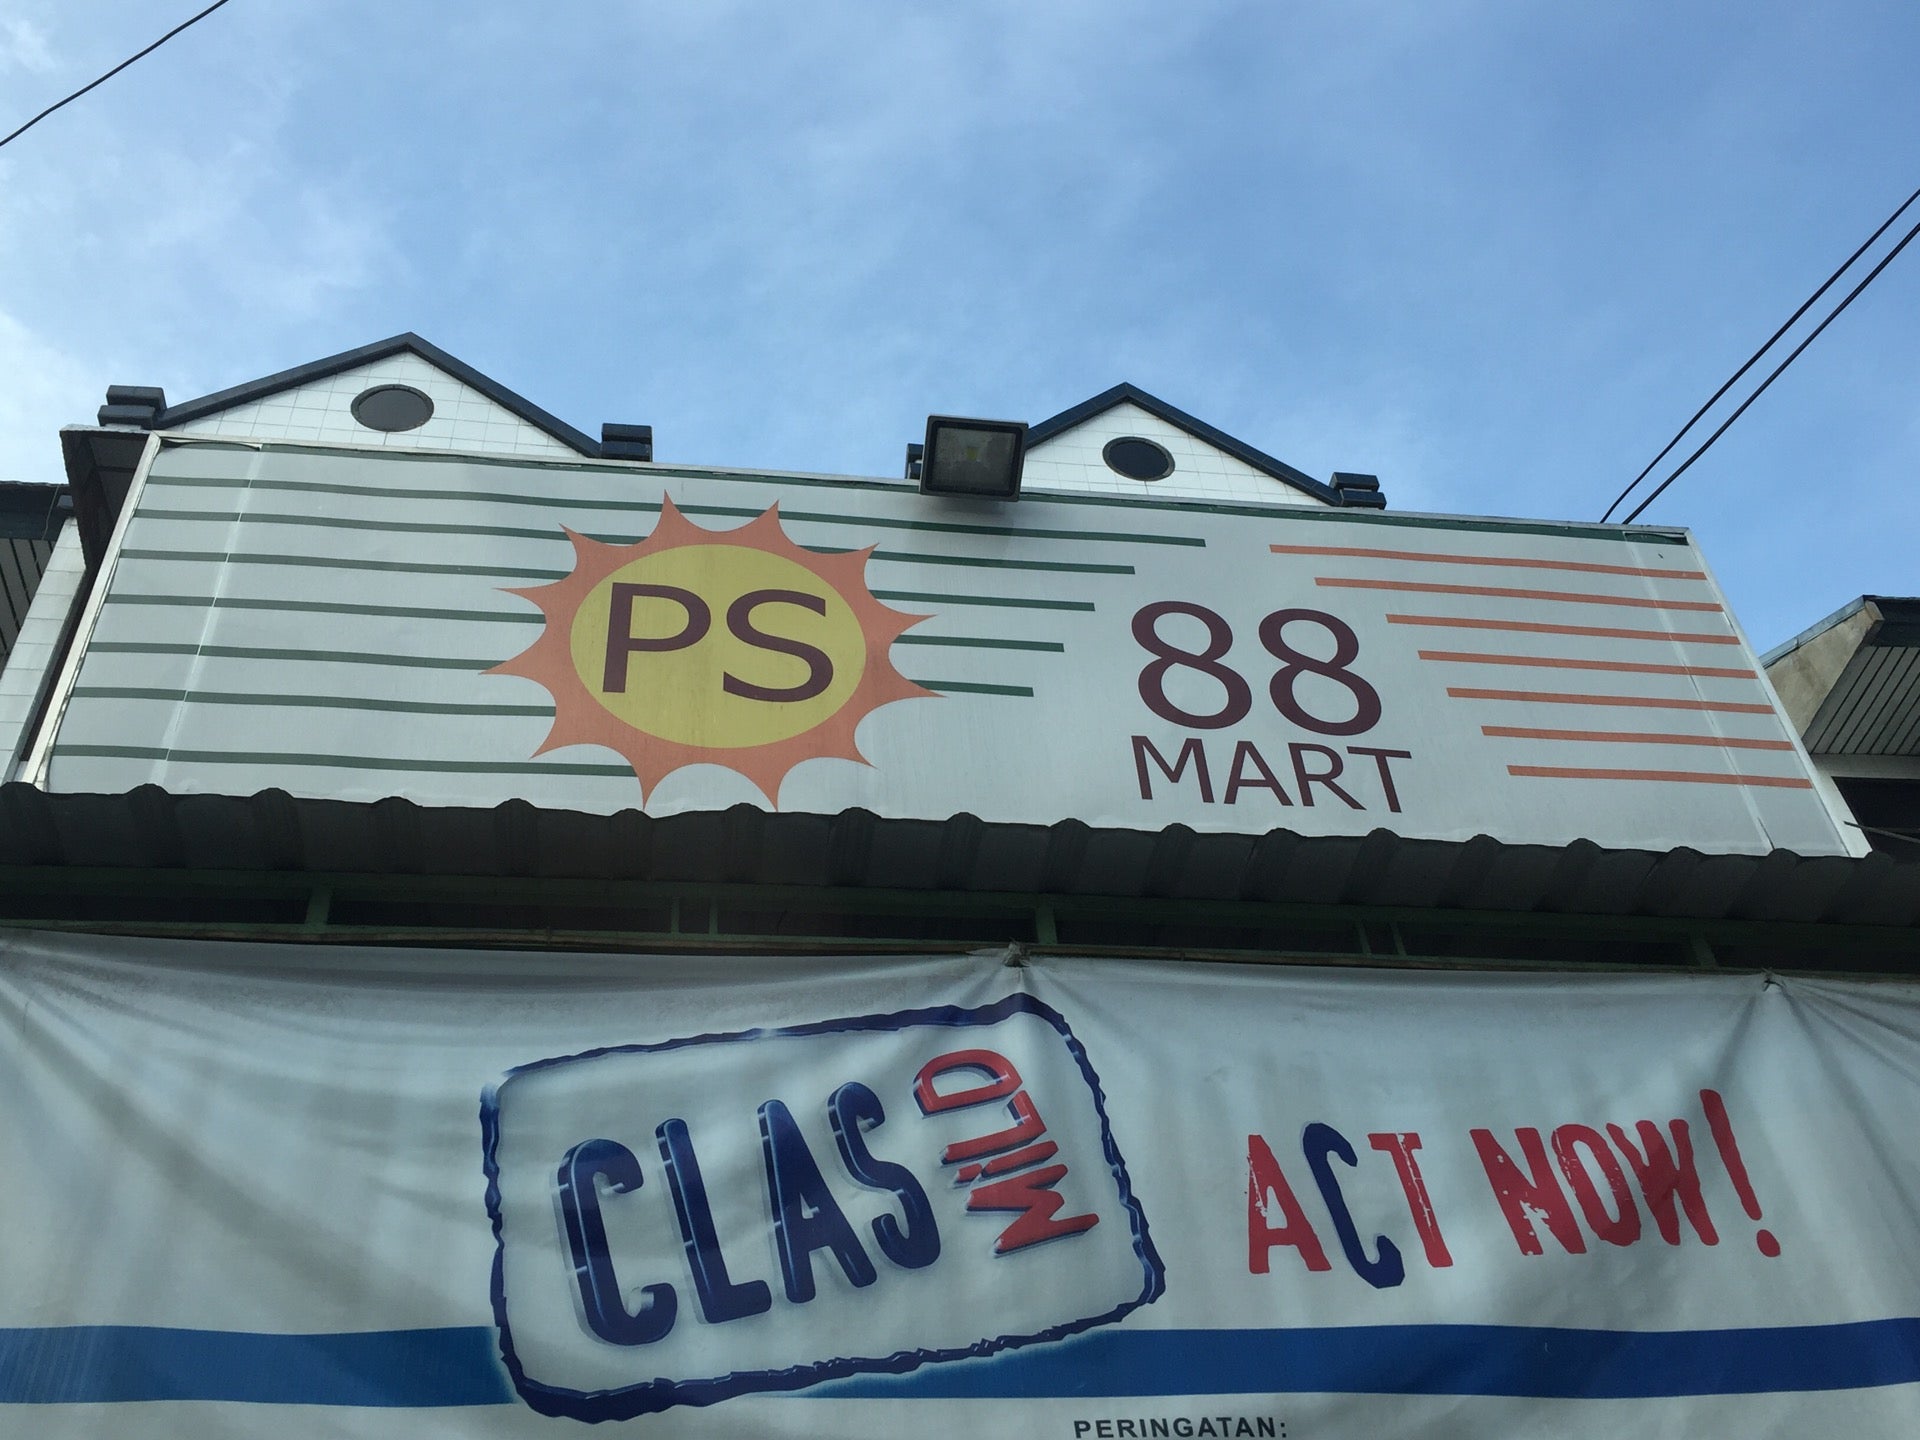 PS
88
MART
CLAS
MILD
ACT NOW!
PERINGATAN: